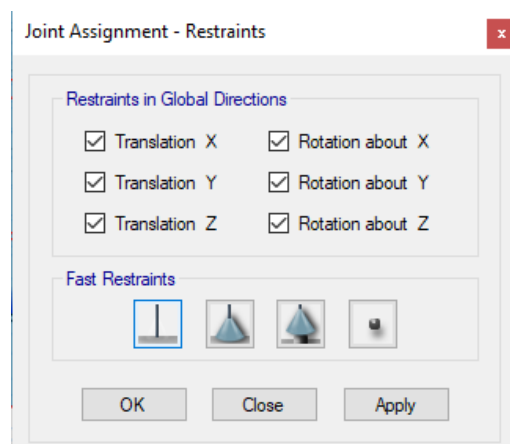 Joint Assignment - Restraints
x
Restraints in Global Directions
Translation X
Rotation about X
Translation Y
Rotation about Y
Translation Z
Rotation about Z
Fast Restraints
OK
Close
Apply